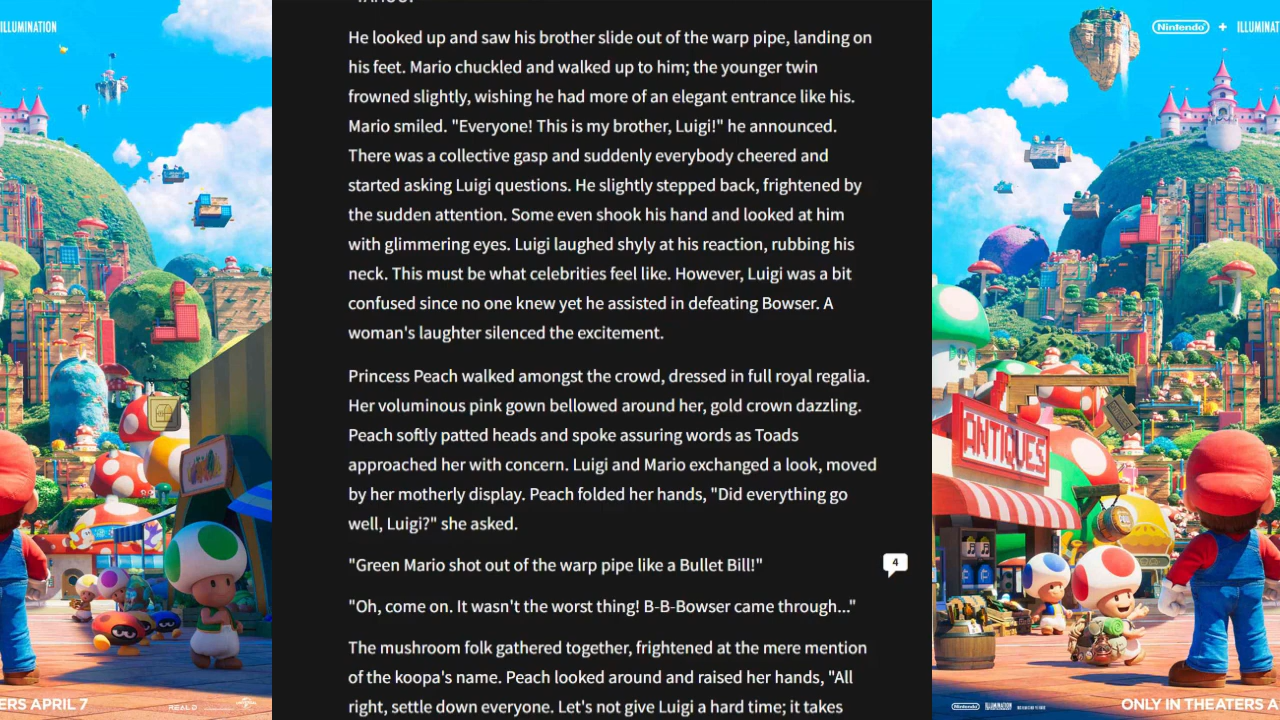 ILLUMINATION
Nintendo + ILLUMINAT
He looked up and saw his brother slide out of the warp pipe, landing on
his feet. Mario chuckled and walked up to him; the younger twin
frowned slightly, wishing he had more of an elegant entrance like his.
Mario smiled. "Everyone! This is my brother, Luigi!" he announced.
There was a collective gasp and suddenly everybody cheered and
started asking Luigi questions. He slightly stepped back, frightened by
the sudden attention. Some even shook his hand and looked at him
with glimmering eyes. Luigi laughed shyly at his reaction, rubbing his
neck. This must be what celebrities feel like. However, Luigi was a bit
confused since no one knew yet he assisted in defeating Bowser. A
woman's laughter silenced the excitement.
Princess Peach walked amongst the crowd, dressed in full royal regalia.
Her voluminous pink gown bellowed around her, gold crown dazzling.
Peach softly patted heads and spoke assuring words as Toads
approached her with concern. Luigi and Mario exchanged a look, moved
by her motherly display. Peach folded her hands, "Did everything go
well, Luigi?" she asked.
"Green Mario shot out of the warp pipe like a Bullet Bill!"
4
"Oh, come on. It wasn't the worst thing! B-B-Bowser came through..."
The mushroom folk gathered together, frightened at the mere mention
of the koopa's name. Peach looked around and raised her hands, "All
right, settle down everyone. Let's not give Luigi a hard time; it takes
ANTIQUES
ERS APRIL 7
REALD
Nintendo ILLUMINATION
ONLY IN THEATERS A